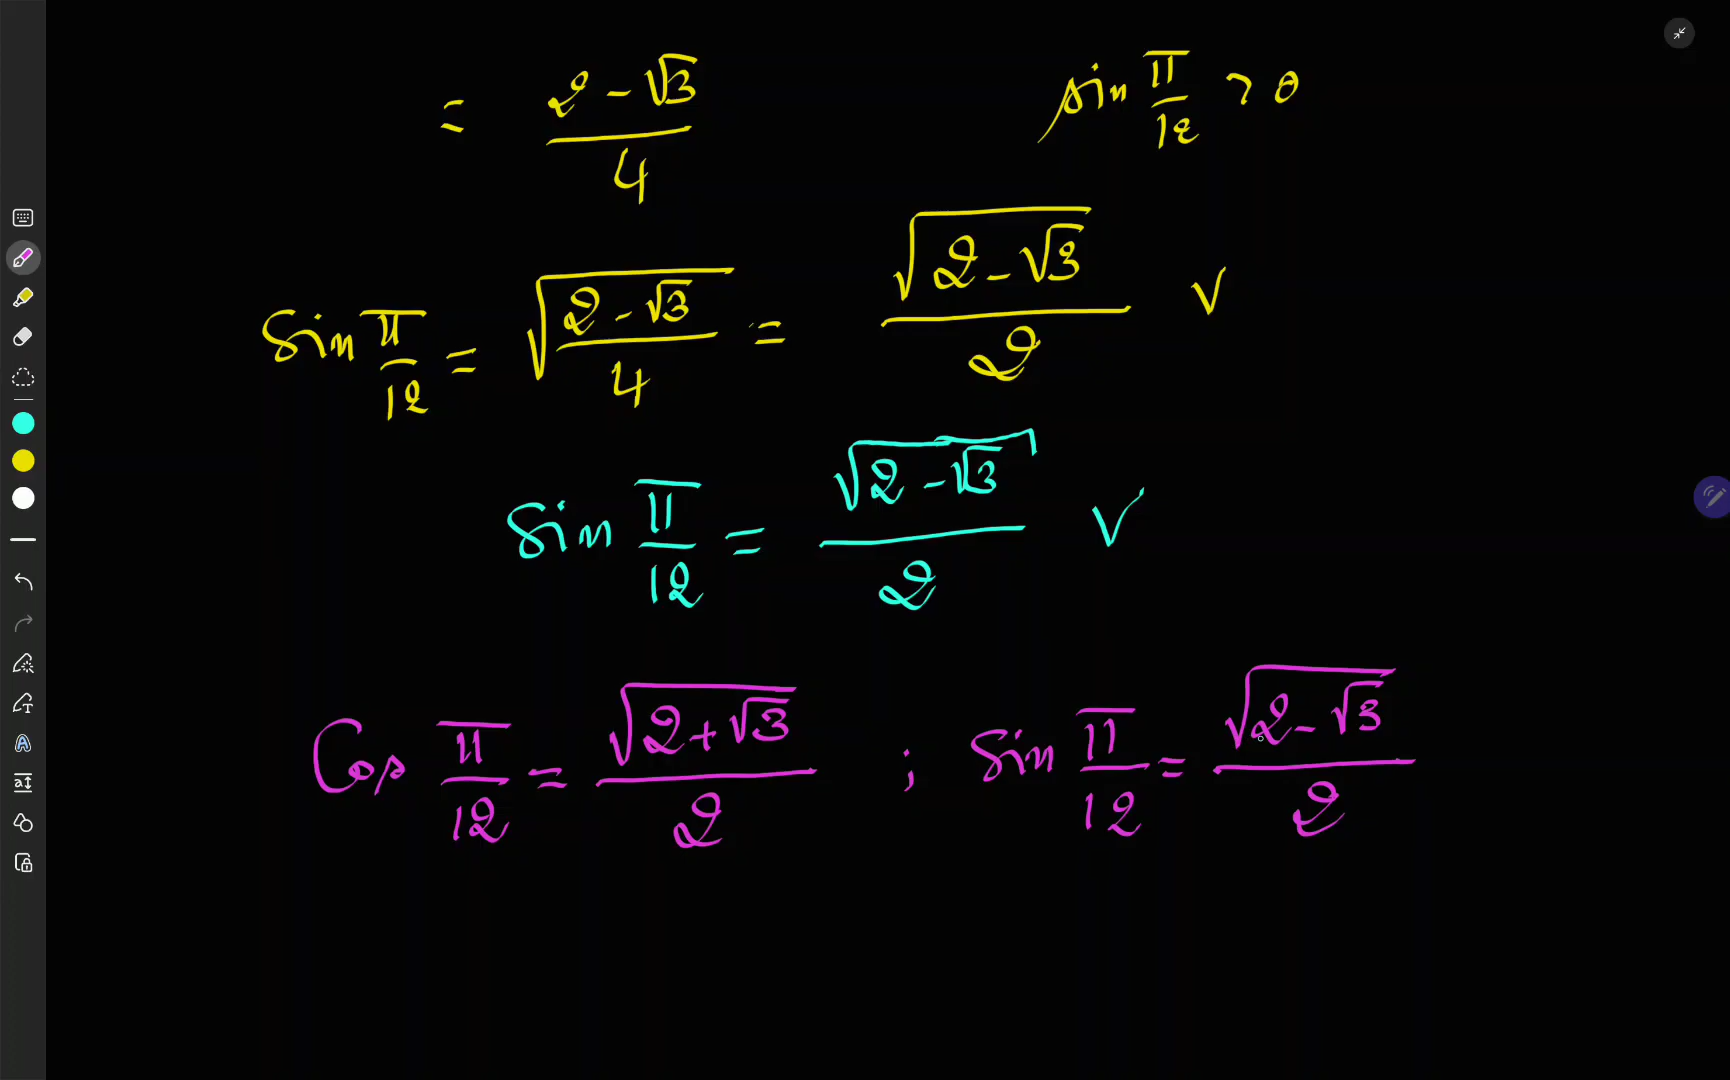 = (2 - √3)/4    sin π/12 > 0
Sin π/12 = √((2 - √3)/4) = √(2 - √3)/2 ✓
Sin π/12 = √(2 - √3)/2 ✓
Cos π/12 = √(2 + √3)/2 ; Sin π/12 = √(2 - √3)/2